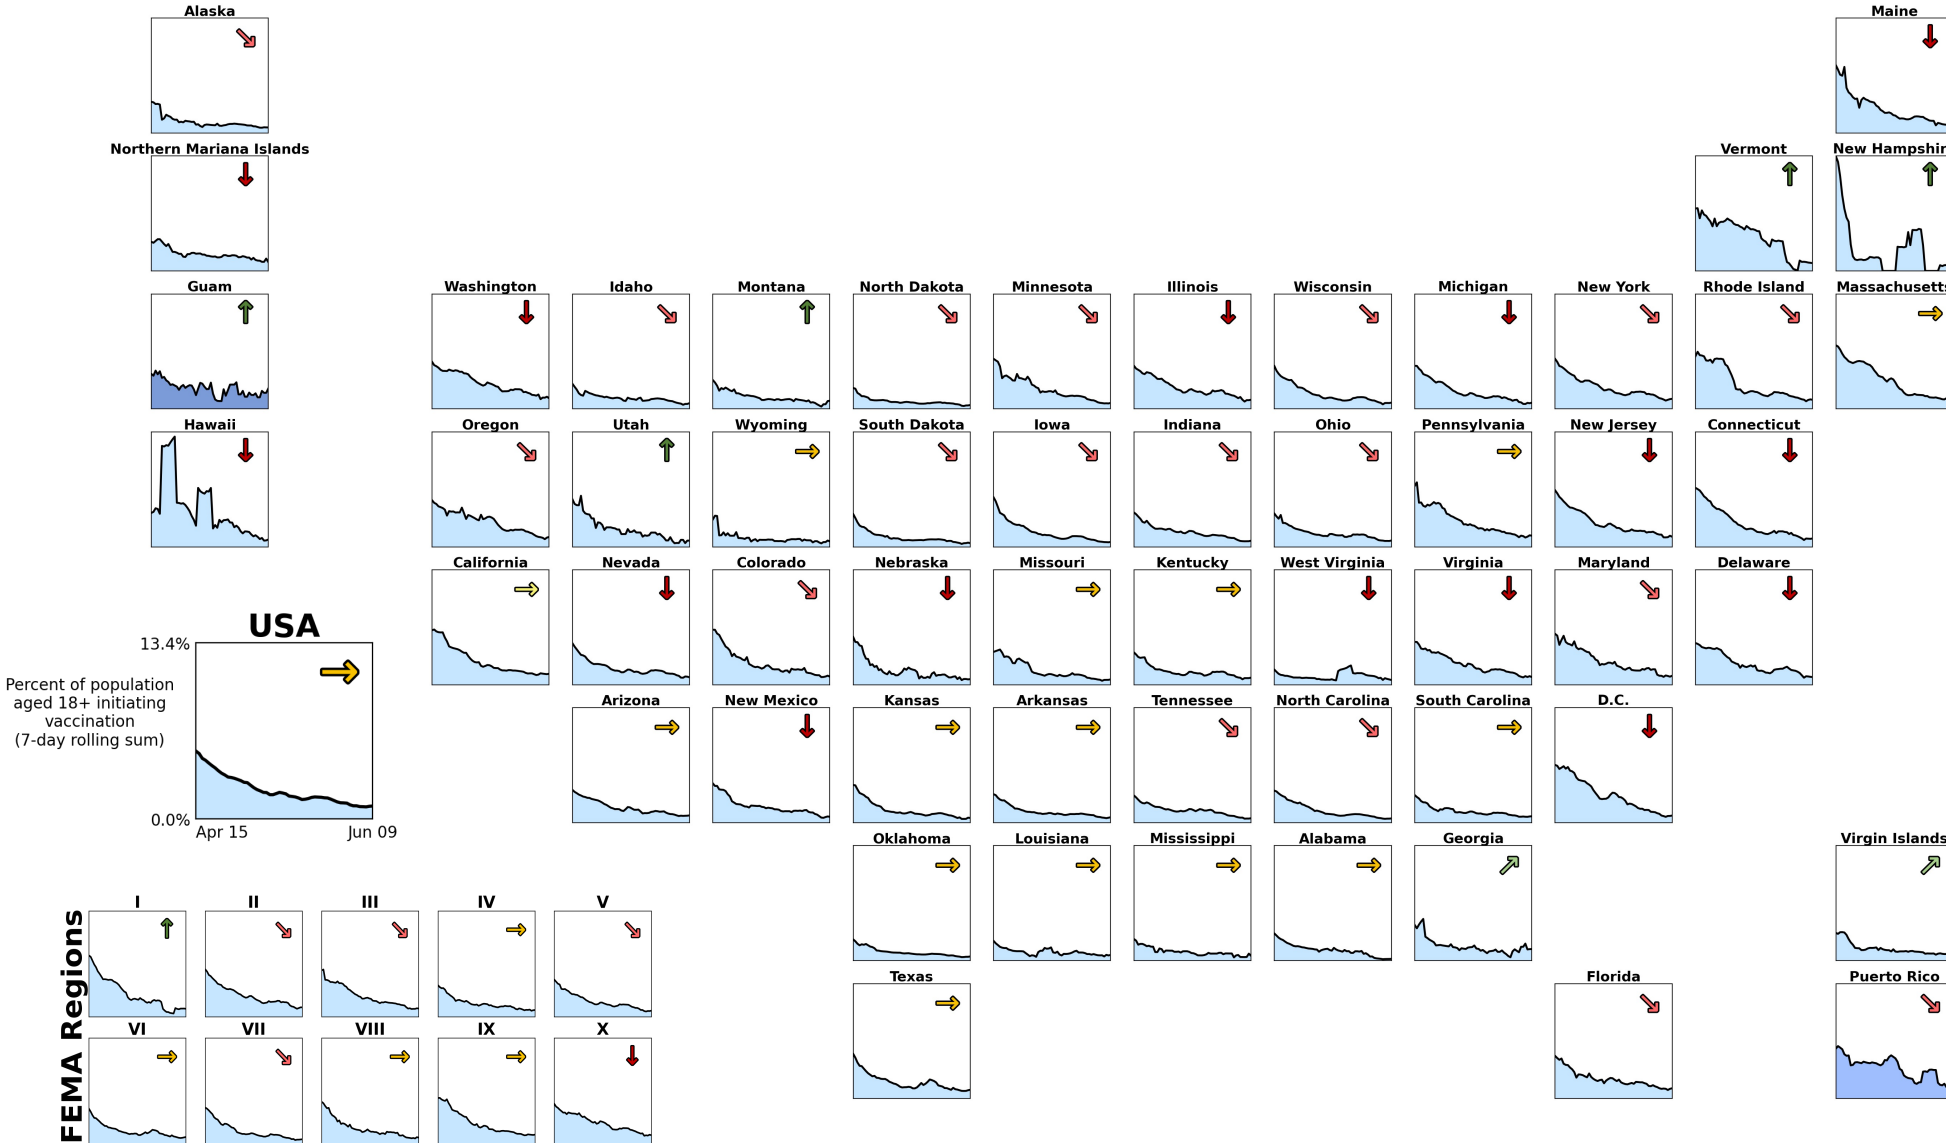 Alaska
Maine
Northern Mariana Islands
Vermont
New Hampshir
Guam
Washington
Idaho
Montana
North Dakota
Minnesota
Illinois
Wisconsin
Michigan
New York
Rhode Island
Massachusetts
Hawaii
Oregon
Utah
Wyoming
South Dakota
Iowa
Indiana
Ohio
Pennsylvania
New Jersey
Connecticut
California
Nevada
Colorado
Nebraska
Missouri
Kentucky
West Virginia
Virginia
Maryland
Delaware
USA
13.4%
Percent of population
aged 18+ initiating
vaccination
(7-day rolling sum)
0.0%
Apr 15
Jun 09
Arizona
New Mexico
Kansas
Arkansas
Tennessee
North Carolina
South Carolina
D.C.
Oklahoma
Louisiana
Mississippi
Alabama
Georgia
Virgin Islands
Texas
Florida
Puerto Rico
FEMA Regions
I
II
III
IV
V
VI
VII
VIII
IX
X